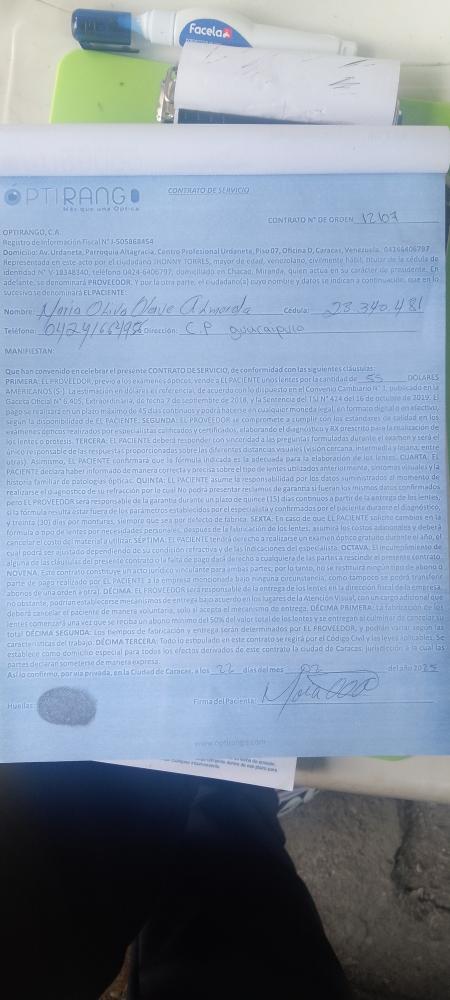 Facela
OPTIRANGO
Más que una Óptica
CONTRATO DE SERVICIO
CONTRATO N° DE ORDEN 12107
OPTIRANGO, C.A.
Registro de Información Fiscal N° J-505868454
Domicilio: Av. Urdaneta, Parroquia Altagracia, Centro Profesional Urdaneta, Piso 07, Oficina D, Caracas, Venezuela. 04266406797
Representada en este acto por el ciudadano JHONNY TORRES, mayor de edad, venezolano, civilmente hábil, titular de la cédula de
identidad N° V-18348340, teléfono 0424-6406797, domiciliado en Chacao, Miranda, quien actúa en su carácter de presidente. En
adelante, se denominará PROVEEDOR. Y por la otra parte, el ciudadano(a) cuyo nombre y datos se indican a continuación, que en lo
sucesivo se denominará EL PACIENTE:
Nombre: Maria Cédula: 23.340.481
Teléfono: Dirección: C.P guaicaipuro
MANIFIESTAN:
Que han convenido en celebrar el presente CONTRATO DE SERVICIO, de conformidad con las siguientes cláusulas:
PRIMERA: EL PROVEEDOR, previo a los exámenes ópticos, vende a EL PACIENTE unos lentes por la cantidad de 55 DÓLARES
AMERICANOS ($-). La estimación en dólares es referencial, de acuerdo con lo dispuesto en el Convenio Cambiario N° 1, publicado en la
Gaceta Oficial N° 6.405, Extraordinaria, de fecha 7 de septiembre de 2018, y la Sentencia del TSJ N° 424 del 16 de octubre de 2019. El
pago se realizará en un plazo máximo de 45 días continuos y podrá hacerse en cualquier moneda legal, en formato digital o en efectivo,
según la disponibilidad de EL PACIENTE. SEGUNDA: EL PROVEEDOR se compromete a cumplir con los estándares de calidad en los
exámenes ópticos realizados por especialistas calificados y certificados, elaborando el diagnóstico y RX prescrito para la realización de
los lentes o prótesis. TERCERA: EL PACIENTE deberá responder con sinceridad a las preguntas formuladas durante el examen y será el
único responsable de las respuestas proporcionadas sobre las diferentes distancias visuales (visión cercana, intermedia y lejana, entre
otras). Asimismo, EL PACIENTE confirmará que la fórmula indicada es la adecuada para la elaboración de los lentes. CUARTA: EL
PACIENTE declara haber informado de manera correcta y precisa sobre el tipo de lentes utilizados anteriormente, síntomas visuales y la
historia familiar de patologías ópticas. QUINTA: EL PACIENTE asume la responsabilidad por los datos suministrados al momento de
realizarse el diagnóstico de su refracción por lo cual No podrá presentar reclamos de garantía si fueron los mismos datos confirmados
pero EL PROVEEDOR será responsable de la garantía durante un plazo de quince (15) días continuos a partir de la entrega de los lentes,
si la fórmula resulta estar fuera de los parámetros establecidos por el especialista y confirmados por el paciente durante el diagnóstico,
y treinta (30) días por monturas, siempre que sea por defecto de fábrica. SEXTA: En caso de que EL PACIENTE solicite cambios en la
fórmula o tipo de lentes por necesidades personales, después de la fabricación de los lentes, asumirá los costos adicionales y deberá
cancelar el costo del material a utilizar. SÉPTIMA: EL PACIENTE tendrá derecho a realizarse un examen óptico gratuito durante el año, el
cual podrá ser ajustado dependiendo de su condición refractiva y de las indicaciones del especialista. OCTAVA: El incumplimiento de
alguna de las cláusulas del presente contrato o la falta de pago dará derecho a cualquiera de las partes a rescindir el presente contrato.
NOVENA: Este contrato constituye un acto jurídico vinculante para ambas partes; por lo tanto, no se restituirá ningún tipo de abono o
parte de pago realizado por EL PACIENTE a la empresa mencionada bajo ninguna circunstancia, como tampoco se podrá transferir
abonos de una orden a otra). DÉCIMA: EL PROVEEDOR será responsable de la entrega de los lentes en la dirección fiscal de la empresa,
no obstante, podrían establecerse mecanismos de entrega bajo acuerdo en los lugares de la Atención Visual, con un cargo adicional que
deberá cancelar el paciente de manera voluntaria, solo si acepta el mecanismo de entrega. DÉCIMA PRIMERA: La fabricación de los
lentes comenzará una vez que se reciba un abono mínimo del 50% del valor total de los lentes y se entregan al culminar de cancelar su
total DÉCIMA SEGUNDA: Los tiempos de fabricación y entrega serán determinados por EL PROVEEDOR, y podrían variar según las
características del trabajo. DÉCIMA TERCERA: Todo lo estipulado en este contrato se regirá por el Código Civil y las leyes aplicables. Se
establece como domicilio especial para todos los efectos derivados de este contrato la ciudad de Caracas, jurisdicción a la cual las
partes declaran someterse de manera expresa.
Así lo confirmo, por vía privada, en la Ciudad de Caracas, a los 22 días del mes 02 del año 2025
Huellas: Firma del Paciente:
www.optirango.com